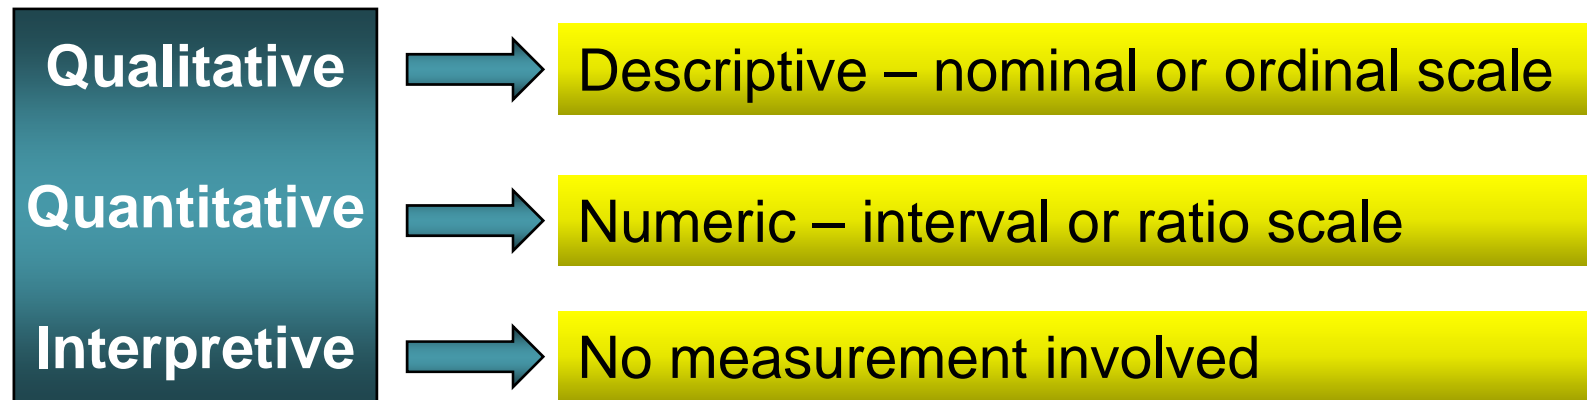 Qualitative
Descriptive – nominal or ordinal scale
Quantitative
Numeric – interval or ratio scale
Interpretive
No measurement involved